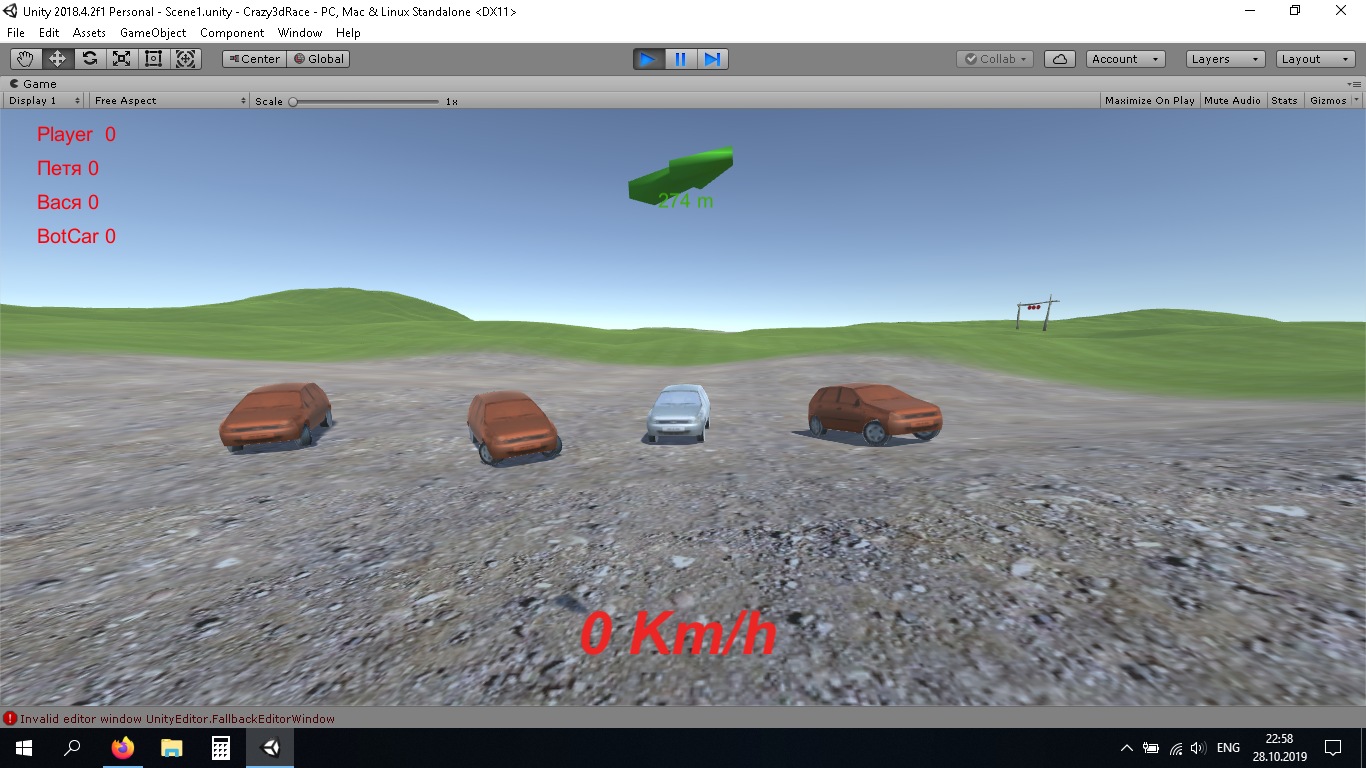 Unity 2018.4.2f1 Personal - Scene1.unity - Crazy3dRace - PC, Mac & Linux Standalone <DX11>
File Edit Assets GameObject Component Window Help
Center Global Collab Account Layers Layout
Game
Display 1 Free Aspect Scale 1x Maximize On Play Mute Audio Stats Gizmos
Player 0
Петя 0
274 m
Вася 0
BotCar 0
0 Km/h
Invalid editor window UnityEditor.FallbackEditorWindow
ENG
22:58
28.10.2019